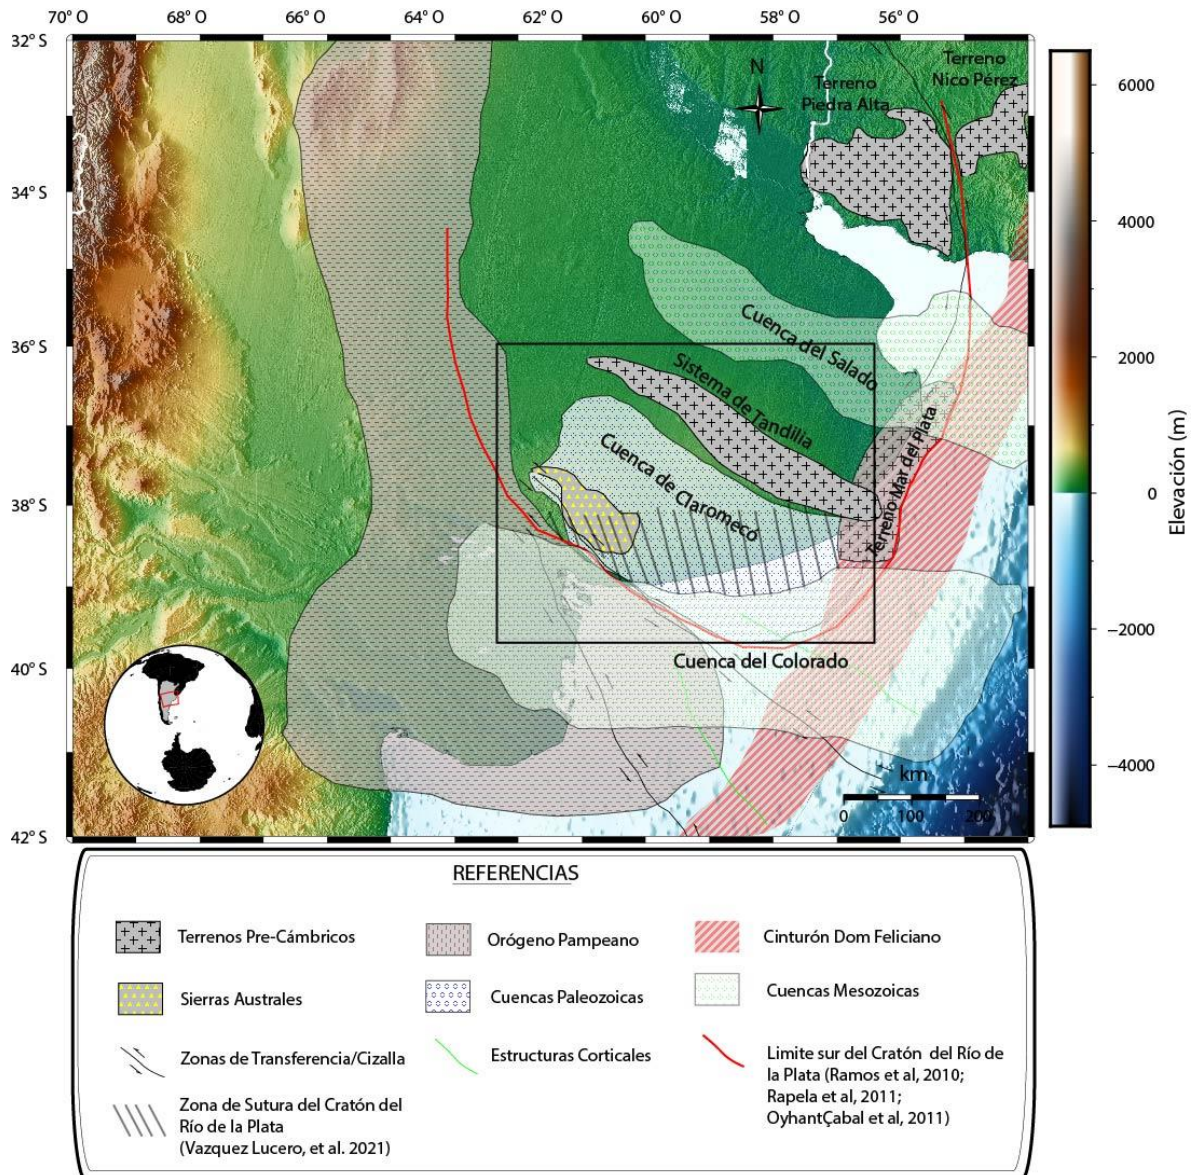 70° O 68° O 66° O 64° O 62° O 60° O 58° O 56° O
32° S
34° S
36° S
38° S
40° S
42° S
N
Terreno
Piedra Alta
Terreno
Nico Pérez
Cuenca del Salado
Sistema de Tandilia
Cuenca de Claromecó
Terreno Mar del Plata
Cuenca del Colorado
km
0 100 200
6000
4000
2000
0
−2000
−4000
Elevación (m)
REFERENCIAS
Terrenos Pre-Cámbricos
Orógeno Pampeano
Cinturón Dom Feliciano
Sierras Australes
Cuencas Paleozoicas
Cuencas Mesozoicas
Zonas de Transferencia/Cizalla
Estructuras Corticales
Limite sur del Cratón del Río de
la Plata (Ramos et al, 2010;
Rapela et al, 2011;
OyhantÇabal et al, 2011)
Zona de Sutura del Cratón del
Río de la Plata
(Vazquez Lucero, et al. 2021)